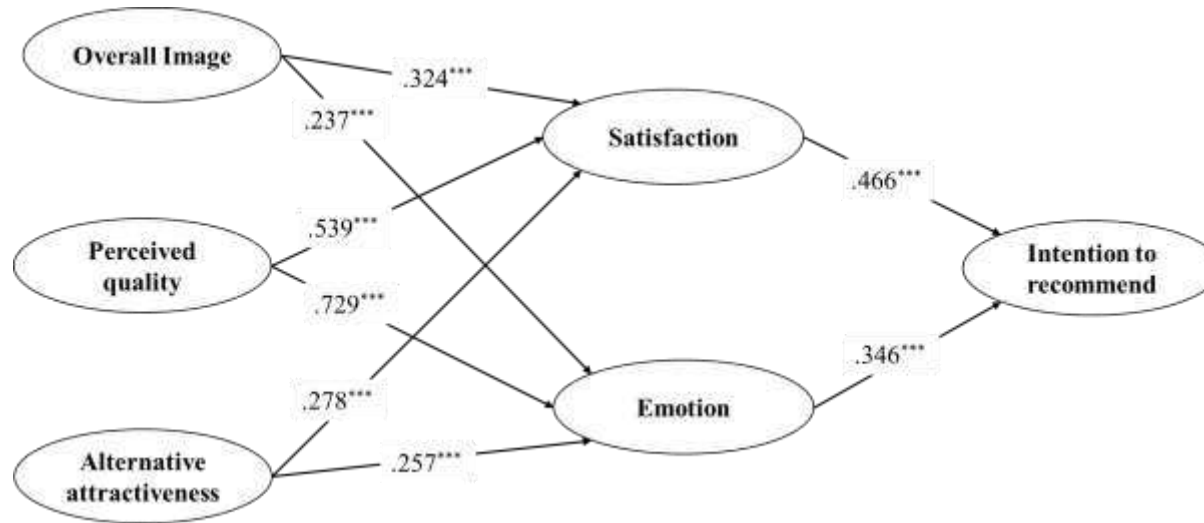 Overall Image
.324***
.237***
Satisfaction
.466***
.539***
Perceived
quality
Intention to
recommend
.729***
.346***
.278***
Emotion
Alternative
attractiveness
.257***